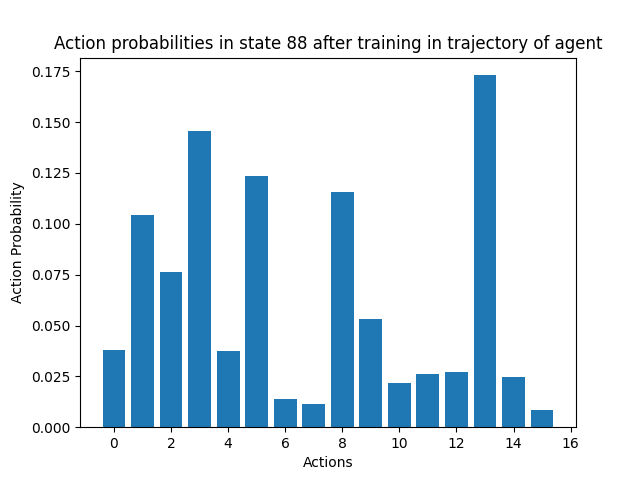 Action probabilities in state 88 after training in trajectory of agent
0.175
0.150
0.125
0.100
0.075
0.050
0.025
0.000
Action Probability
0 2 4 6 8 10 12 14 16
Actions